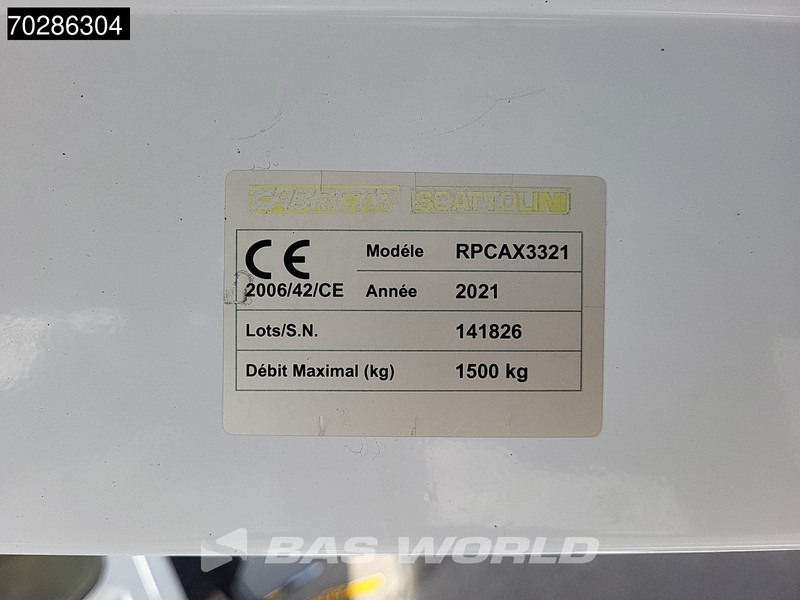 70286304
CABRETA SCATTOLINI
CE Modéle RPCAX3321
2006/42/CE Année 2021
Lots/S.N. 141826
Débit Maximal (kg) 1500 kg
BAS WORLD